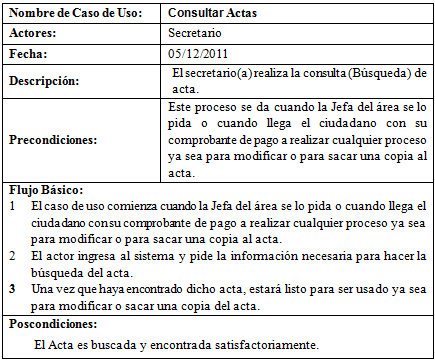 Nombre de Caso de Uso: Consultar Actas
Actores: Secretario
Fecha: 05/12/2011
Descripción: El secretario(a) realiza la consulta (Búsqueda) de
acta.
Precondiciones: Este proceso se da cuando la Jefa del área se lo
pida o cuando llega el ciudadano con su
comprobante de pago a realizar cualquier proceso
ya sea para modificar o para sacar una copia al
acta.
Flujo Básico:
1 El caso de uso comienza cuando la Jefa del área se lo pida o cuando llega el
ciudadano con su comprobante de pago a realizar cualquier proceso ya sea
para modificar o para sacar una copia al acta.
2 El actor ingresa al sistema y pide la información necesaria para hacer la
búsqueda del acta.
3 Una vez que haya encontrado dicho acta, estará listo para ser usado ya sea
para modificar o sacar una copia del acta.
Poscondiciones:
El Acta es buscada y encontrada satisfactoriamente.